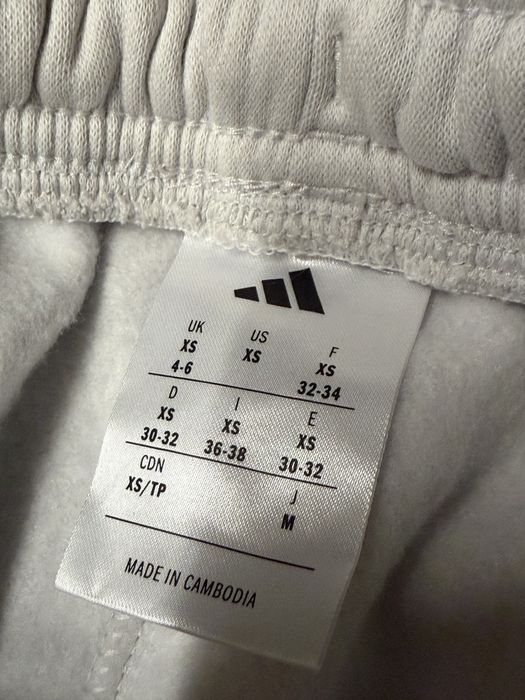 UK US F
XS XS XS
4-6 32-34
D I E
XS XS XS
30-32 36-38 30-32
CDN J
XS/TP M
MADE IN CAMBODIA